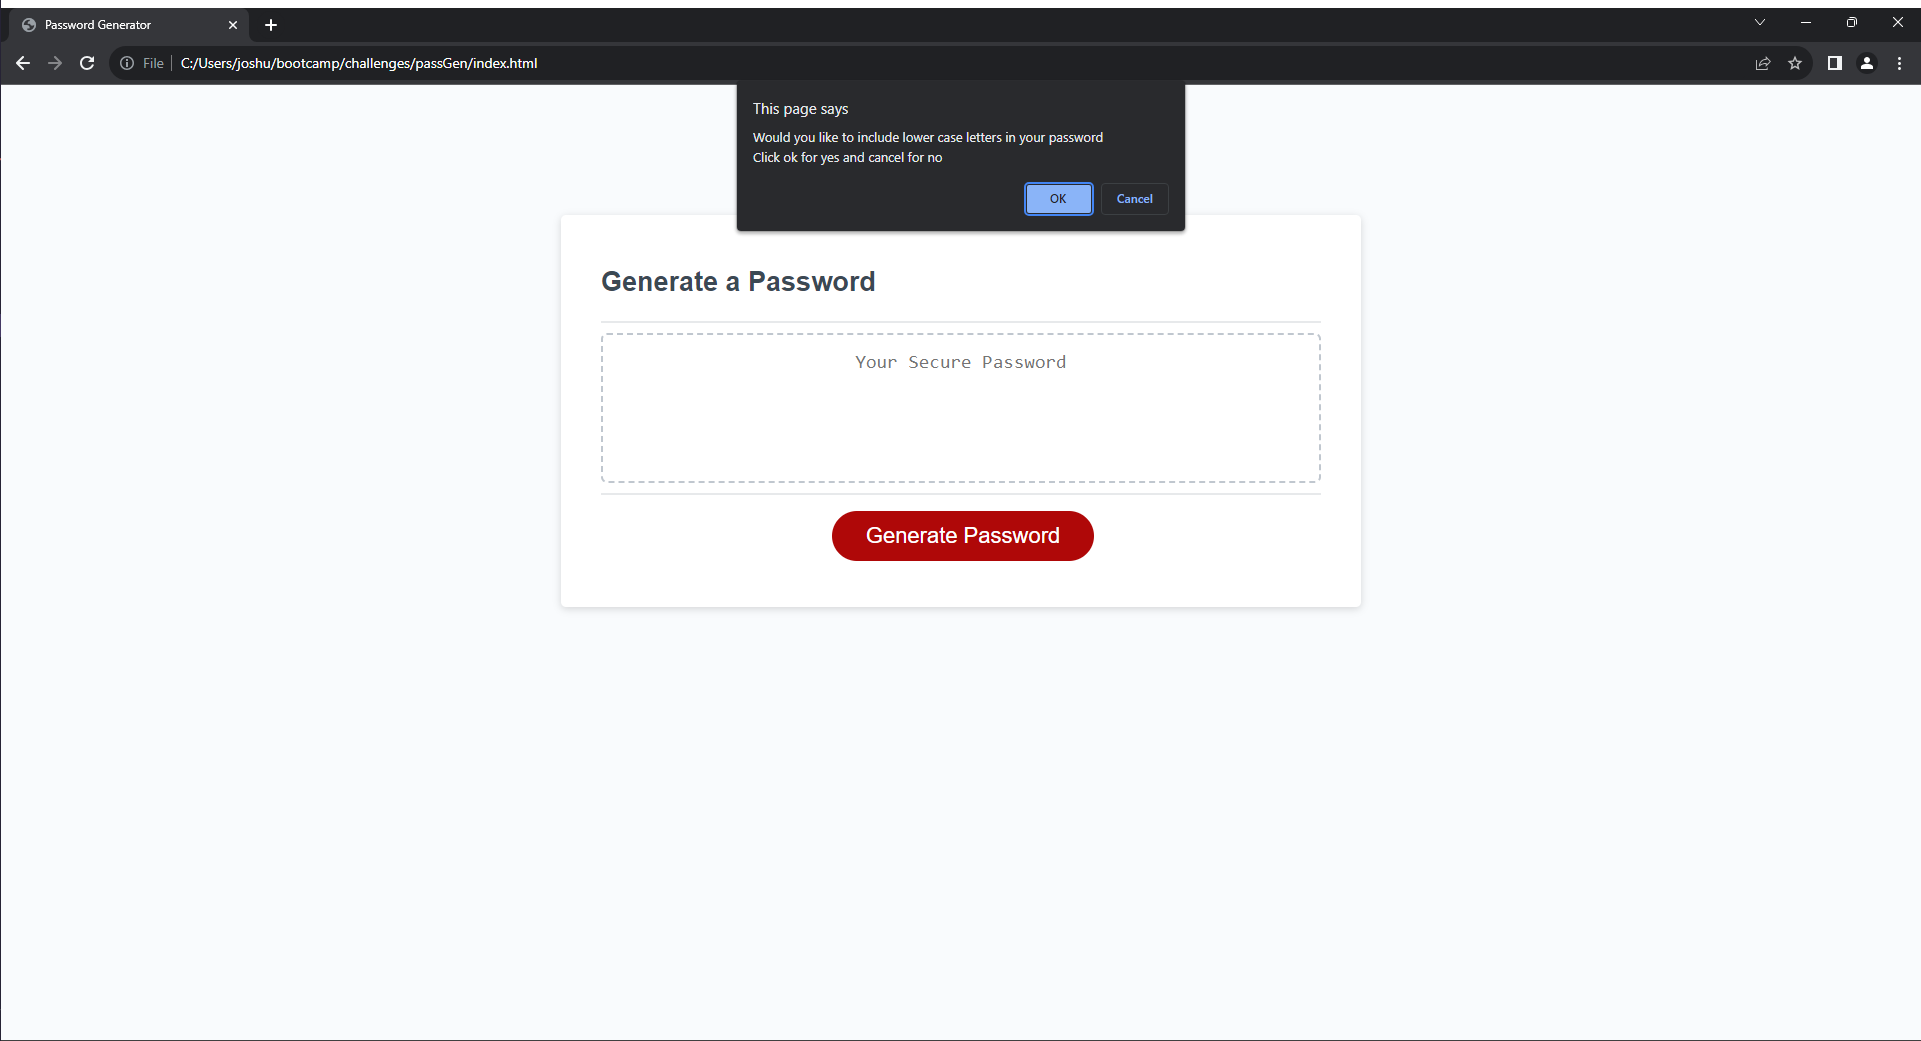 Password Generator
File
C:/Users/joshu/bootcamp/challenges/passGen/index.html
This page says
Would you like to include lower case letters in your password
Click ok for yes and cancel for no
OK
Cancel
Generate a Password
Your Secure Password
Generate Password